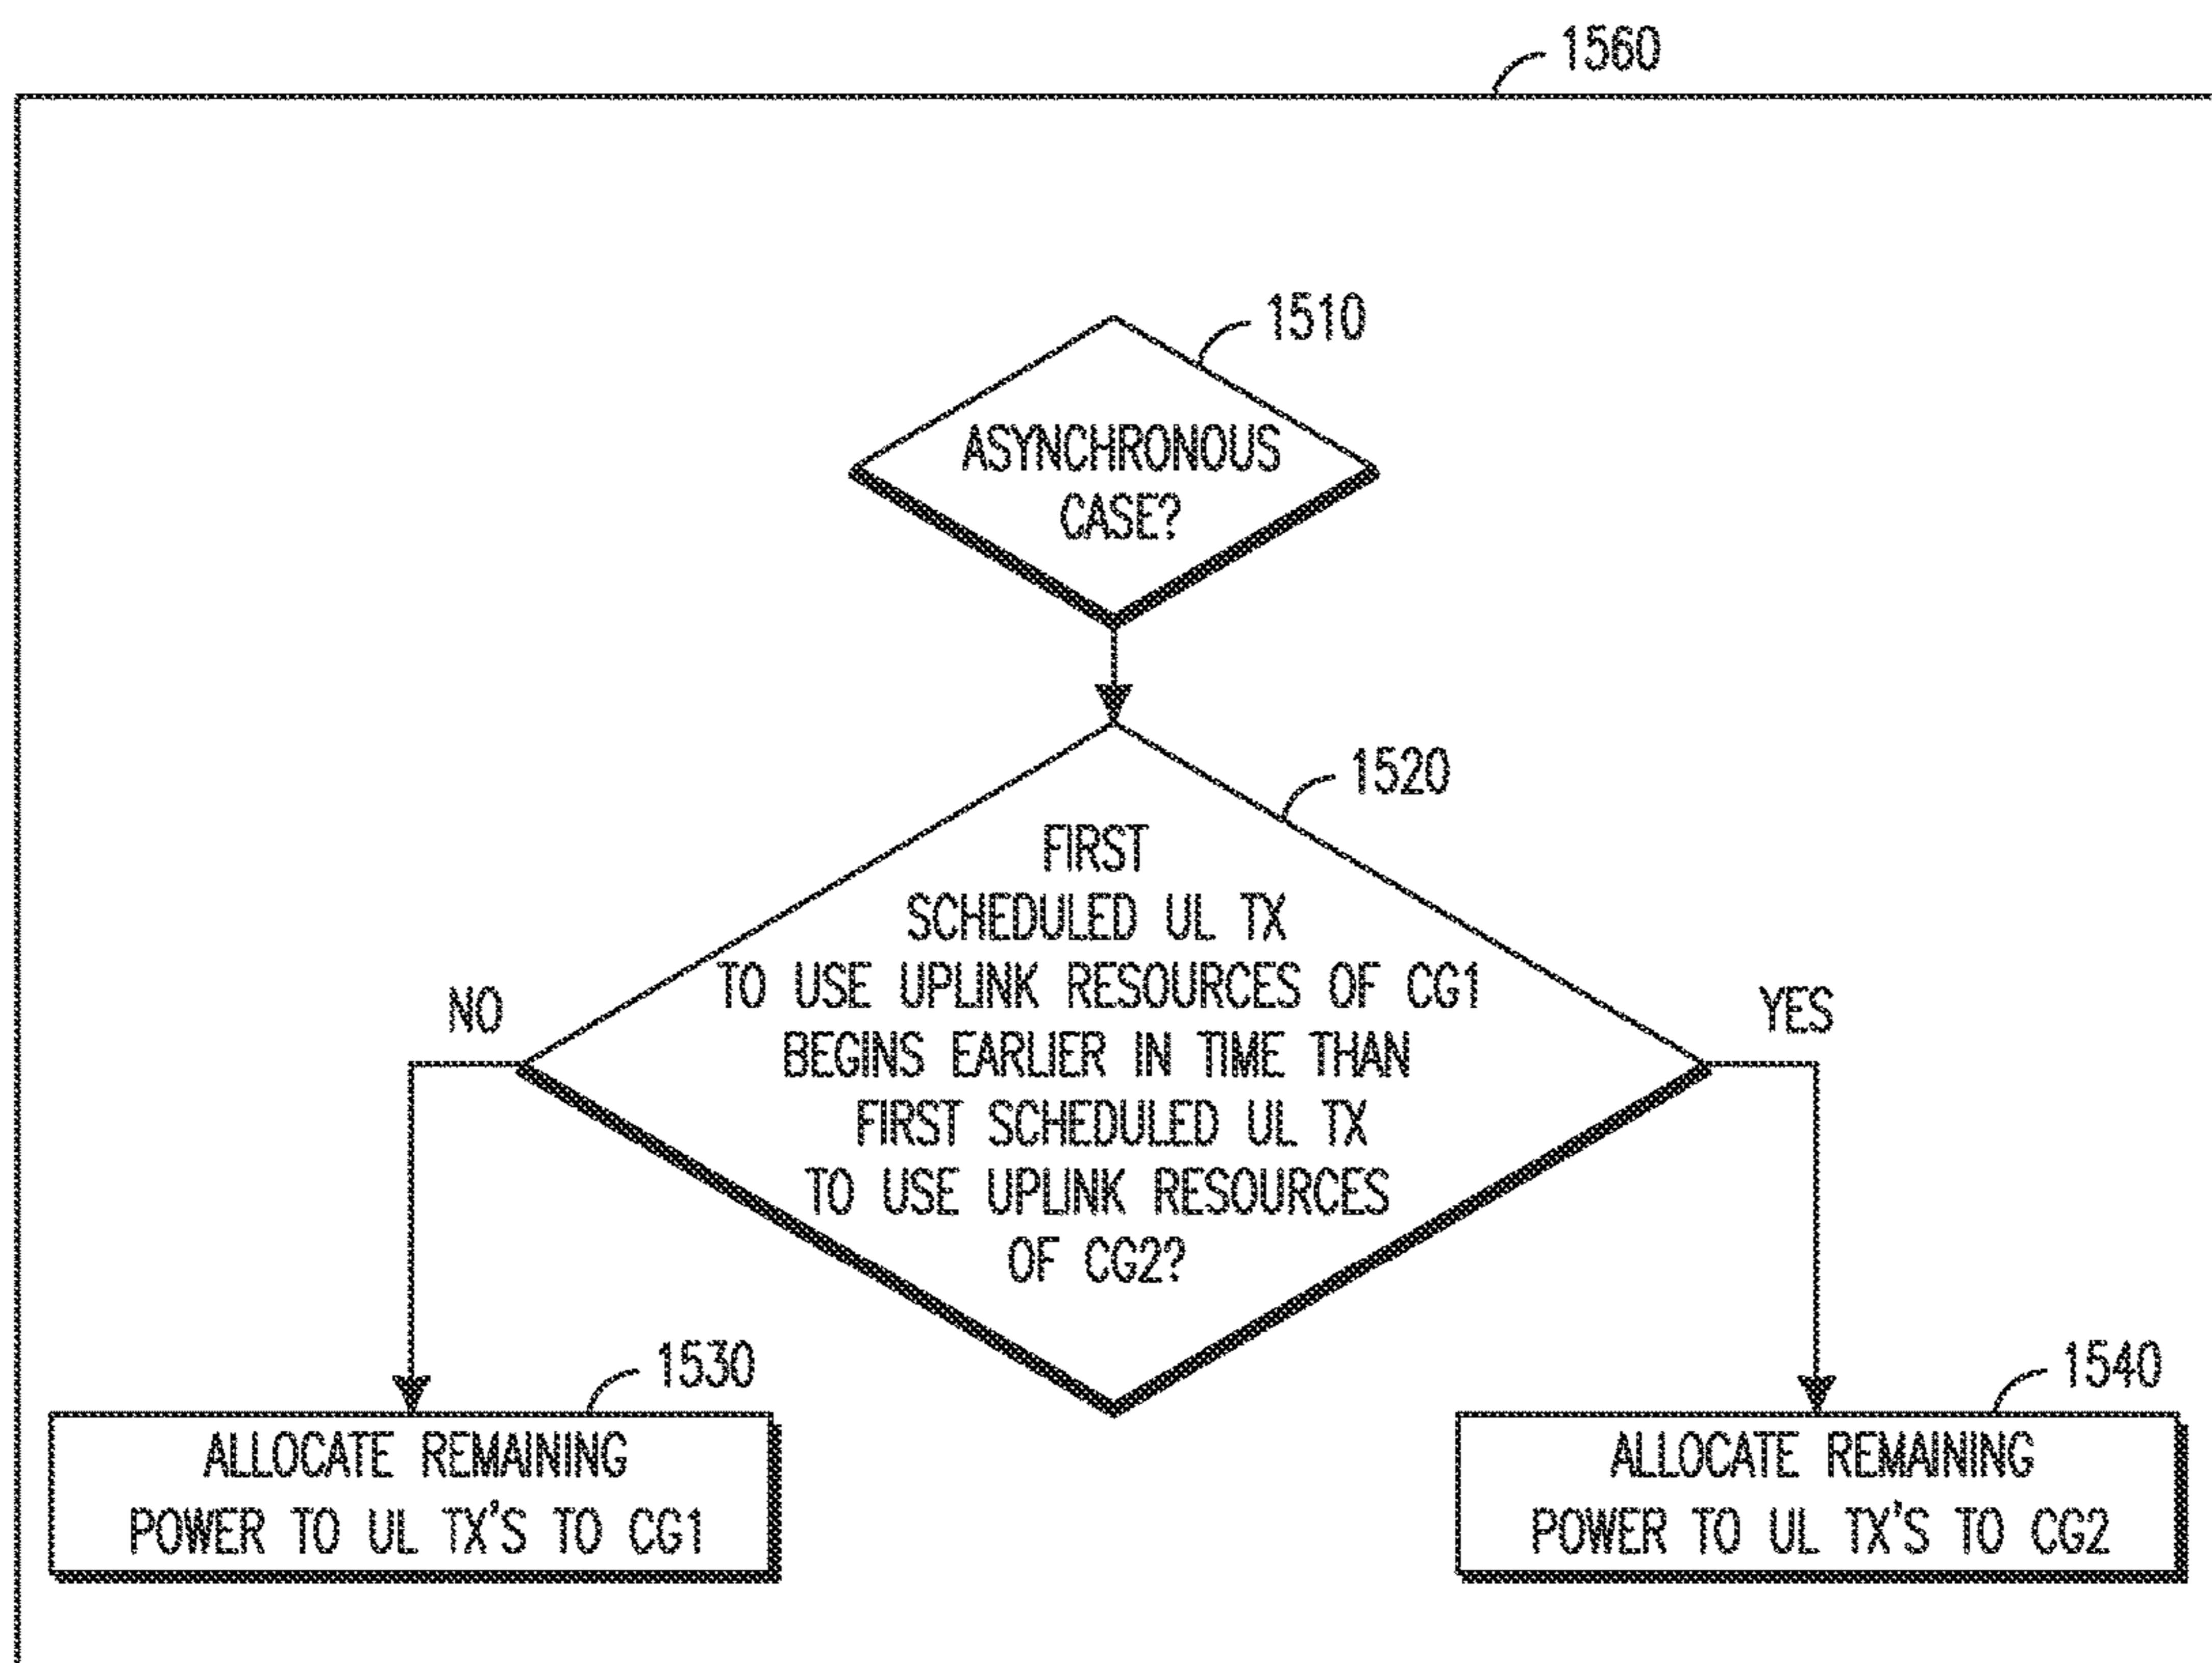 1560
1510
ASYNCHRONOUS
CASE?
1520
FIRST
SCHEDULED UL TX
TO USE UPLINK RESOURCES OF CG1
BEGINS EARLIER IN TIME THAN
FIRST SCHEDULED UL TX
TO USE UPLINK RESOURCES
OF CG2?
NO
YES
1530
ALLOCATE REMAINING
POWER TO UL TX'S TO CG1
1540
ALLOCATE REMAINING
POWER TO UL TX'S TO CG2